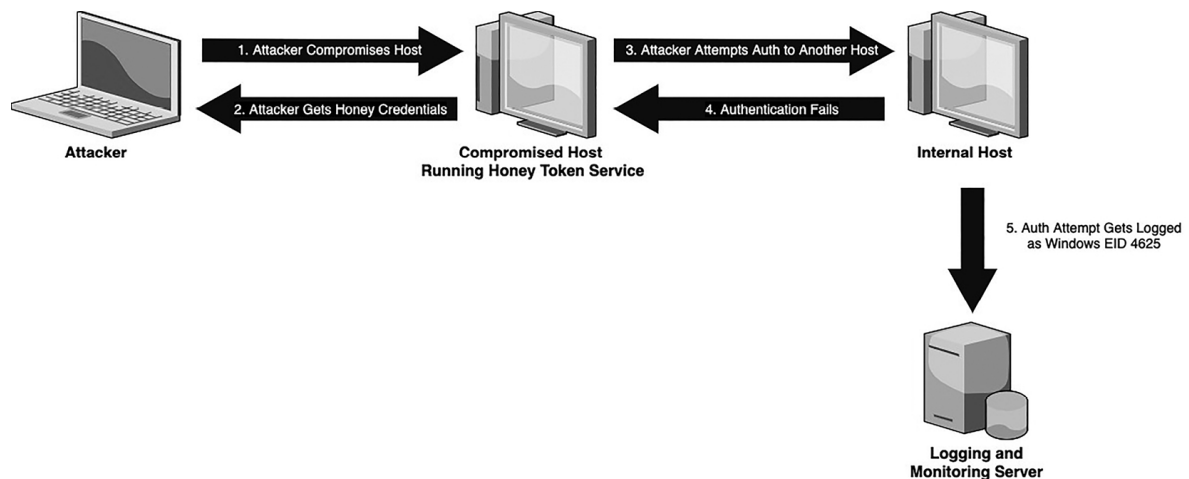 1. Attacker Compromises Host
3. Attacker Attempts Auth to Another Host
2. Attacker Gets Honey Credentials
4. Authentication Fails
Attacker
Compromised Host
Running Honey Token Service
Internal Host
5. Auth Attempt Gets Logged
as Windows EID 4625
Logging and
Monitoring Server